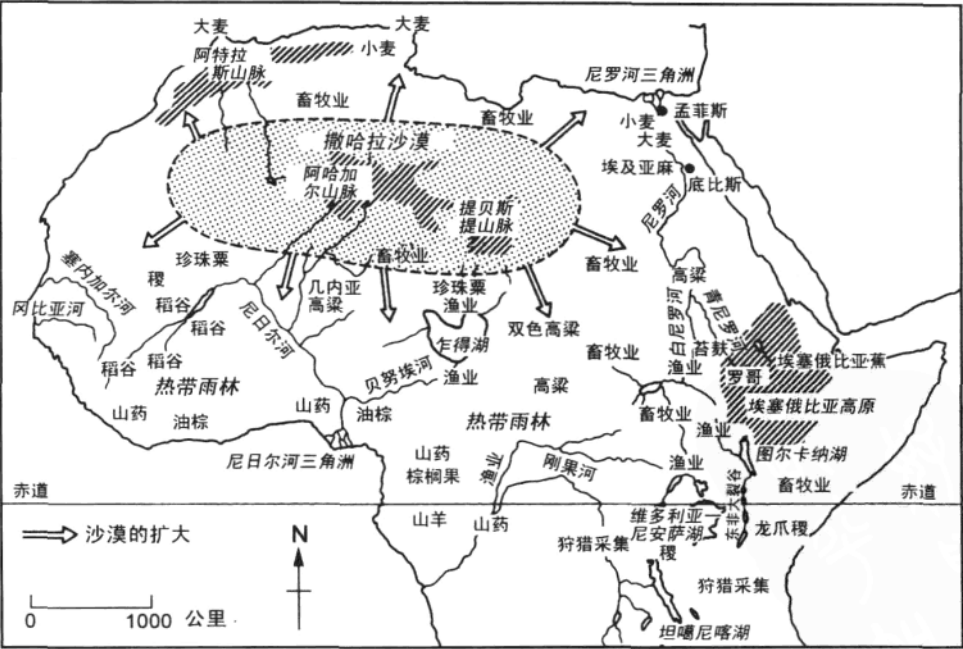 大麦
大麦
阿特拉
斯山脉
小麦
畜牧业
畜牧业
尼罗河三角洲
孟菲斯
小麦
大麦
埃及亚麻
底比斯
尼罗河
撒哈拉沙漠
阿哈加
尔山脉
提贝斯
提山脉
畜牧业
畜牧业
塞内加尔河
冈比亚河
珍珠粟
稷
稻谷
稻谷
稻谷
稻谷
几内亚
高粱
尼日尔河
珍珠粟
渔业
乍得湖
渔业
双色高粱
高粱
白尼罗河
青尼罗河
苔麸
渔业
罗哥
埃塞俄比亚蕉
埃塞俄比亚高原
畜牧业
贝努埃河
高粱
热带雨林
热带雨林
山药
油棕
山药
油棕
尼日尔河三角洲
山药
棕榈果
渔业
刚果河
畜牧业
渔业
渔业
图尔卡纳湖
东非大裂谷
畜牧业
赤道
赤道
山羊
山药
维多利亚—
尼安萨湖
稷
龙爪稷
狩猎采集
狩猎采集
坦噶尼喀湖
沙漠的扩大
N
0 1000 公里